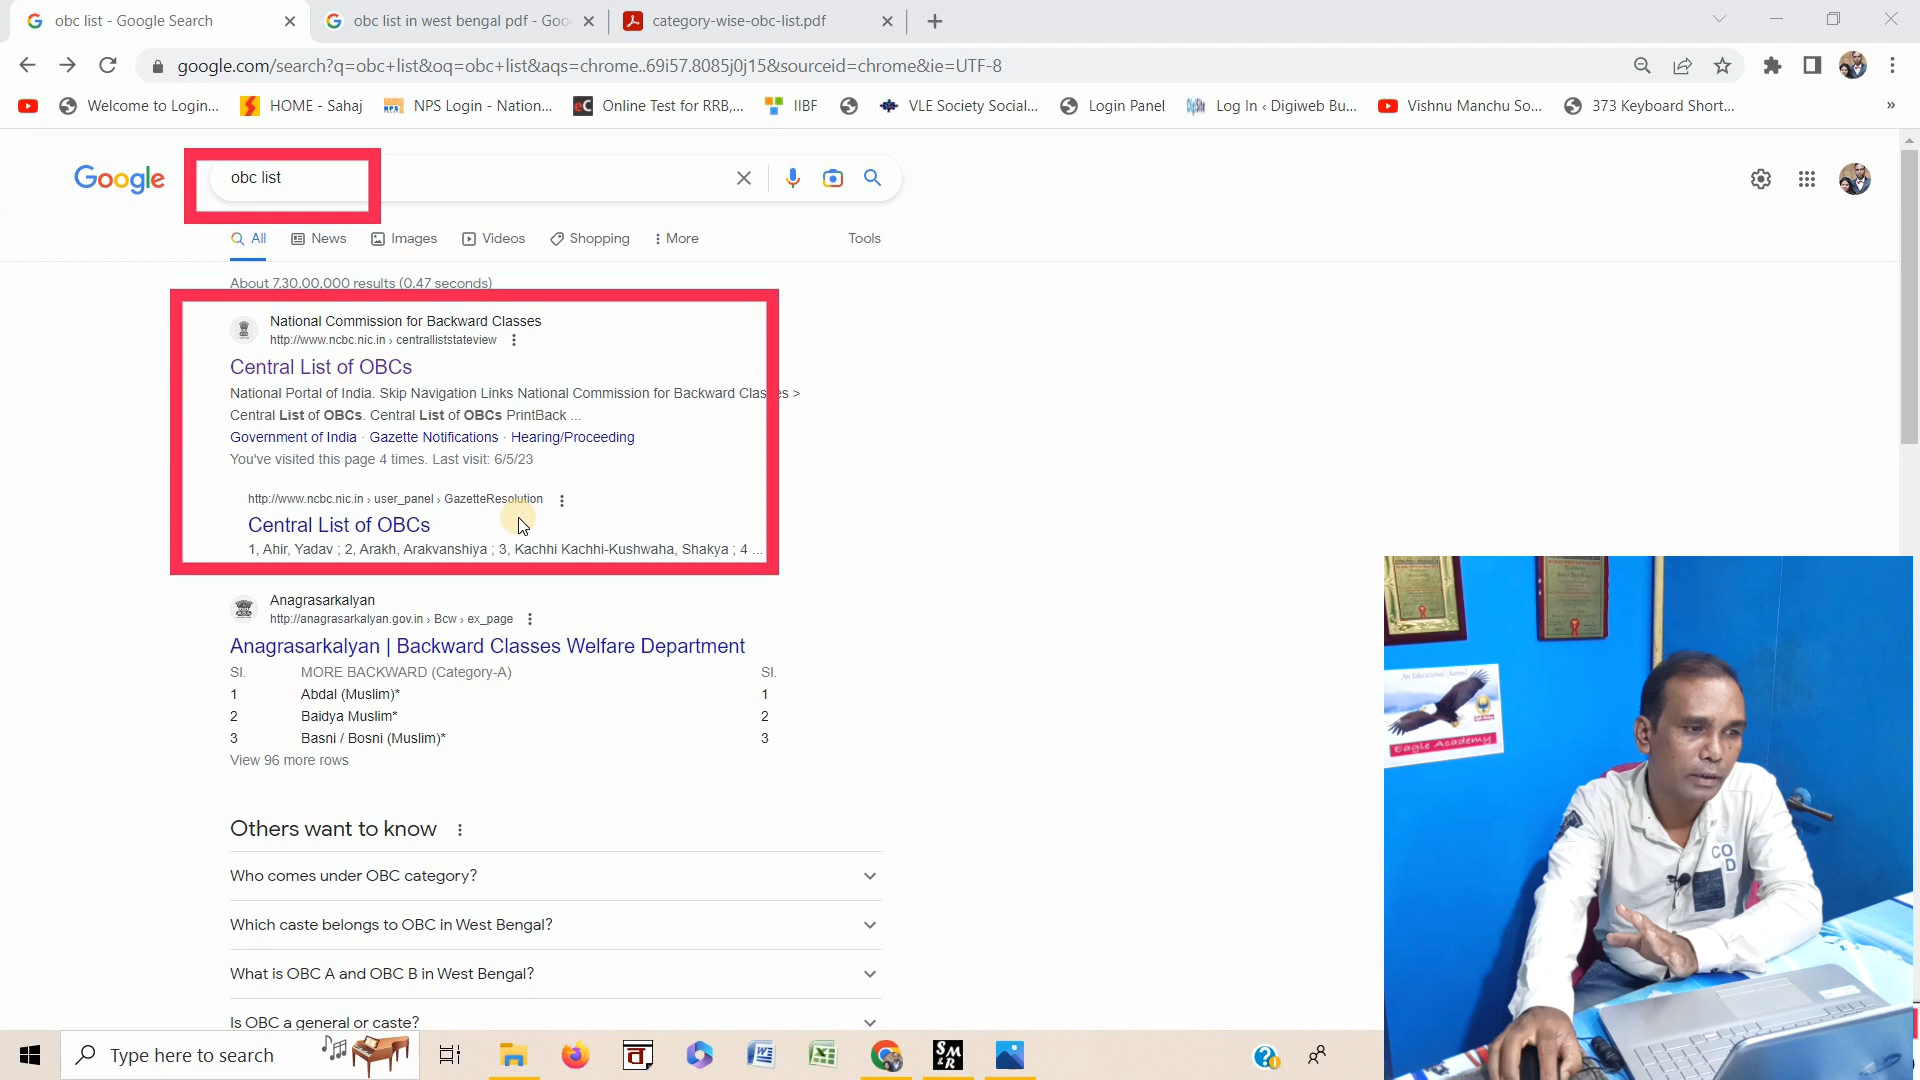 obc list - Google Search
obc list in west bengal pdf - Goo
category-wise-obc-list.pdf
google.com/search?q=obc+list&oq=obc+list&aqs=chrome..69i57.8085j0j15&sourceid=chrome&ie=UTF-8
Welcome to Login...
HOME - Sahaj
NPS Login - Nation...
Online Test for RRB,...
IIBF
VLE Society Social...
Login Panel
Log In ‹ Digiweb Bu...
Vishnu Manchu So...
373 Keyboard Short...
»
Google
obc list
All
News
Images
Videos
Shopping
More
Tools
About 7,30,00,000 results (0.47 seconds)
National Commission for Backward Classes
http://www.ncbc.nic.in › centralliststateview
Central List of OBCs
National Portal of India. Skip Navigation Links National Commission for Backward Classes >
Central List of OBCs. Central List of OBCs PrintBack ...
Government of India · Gazette Notifications · Hearing/Proceeding
You've visited this page 4 times. Last visit: 6/5/23
http://www.ncbc.nic.in › user_panel › GazetteResolution
Central List of OBCs
1, Ahir, Yadav ; 2, Arakh, Arakvanshiya ; 3, Kachhi Kachhi-Kushwaha, Shakya ; 4 ...
Anagrasarkalyan
http://anagrasarkalyan.gov.in › Bcw › ex_page
Anagrasarkalyan | Backward Classes Welfare Department
Sl. MORE BACKWARD (Category-A) Sl.
1 Abdal (Muslim)* 1
2 Baidya Muslim* 2
3 Basni / Bosni (Muslim)* 3
View 96 more rows
Others want to know
Who comes under OBC category?
Which caste belongs to OBC in West Bengal?
What is OBC A and OBC B in West Bengal?
Is OBC a general or caste?
An Educational Channel
Eagle Academy
CO
D
Type here to search
SM
&R